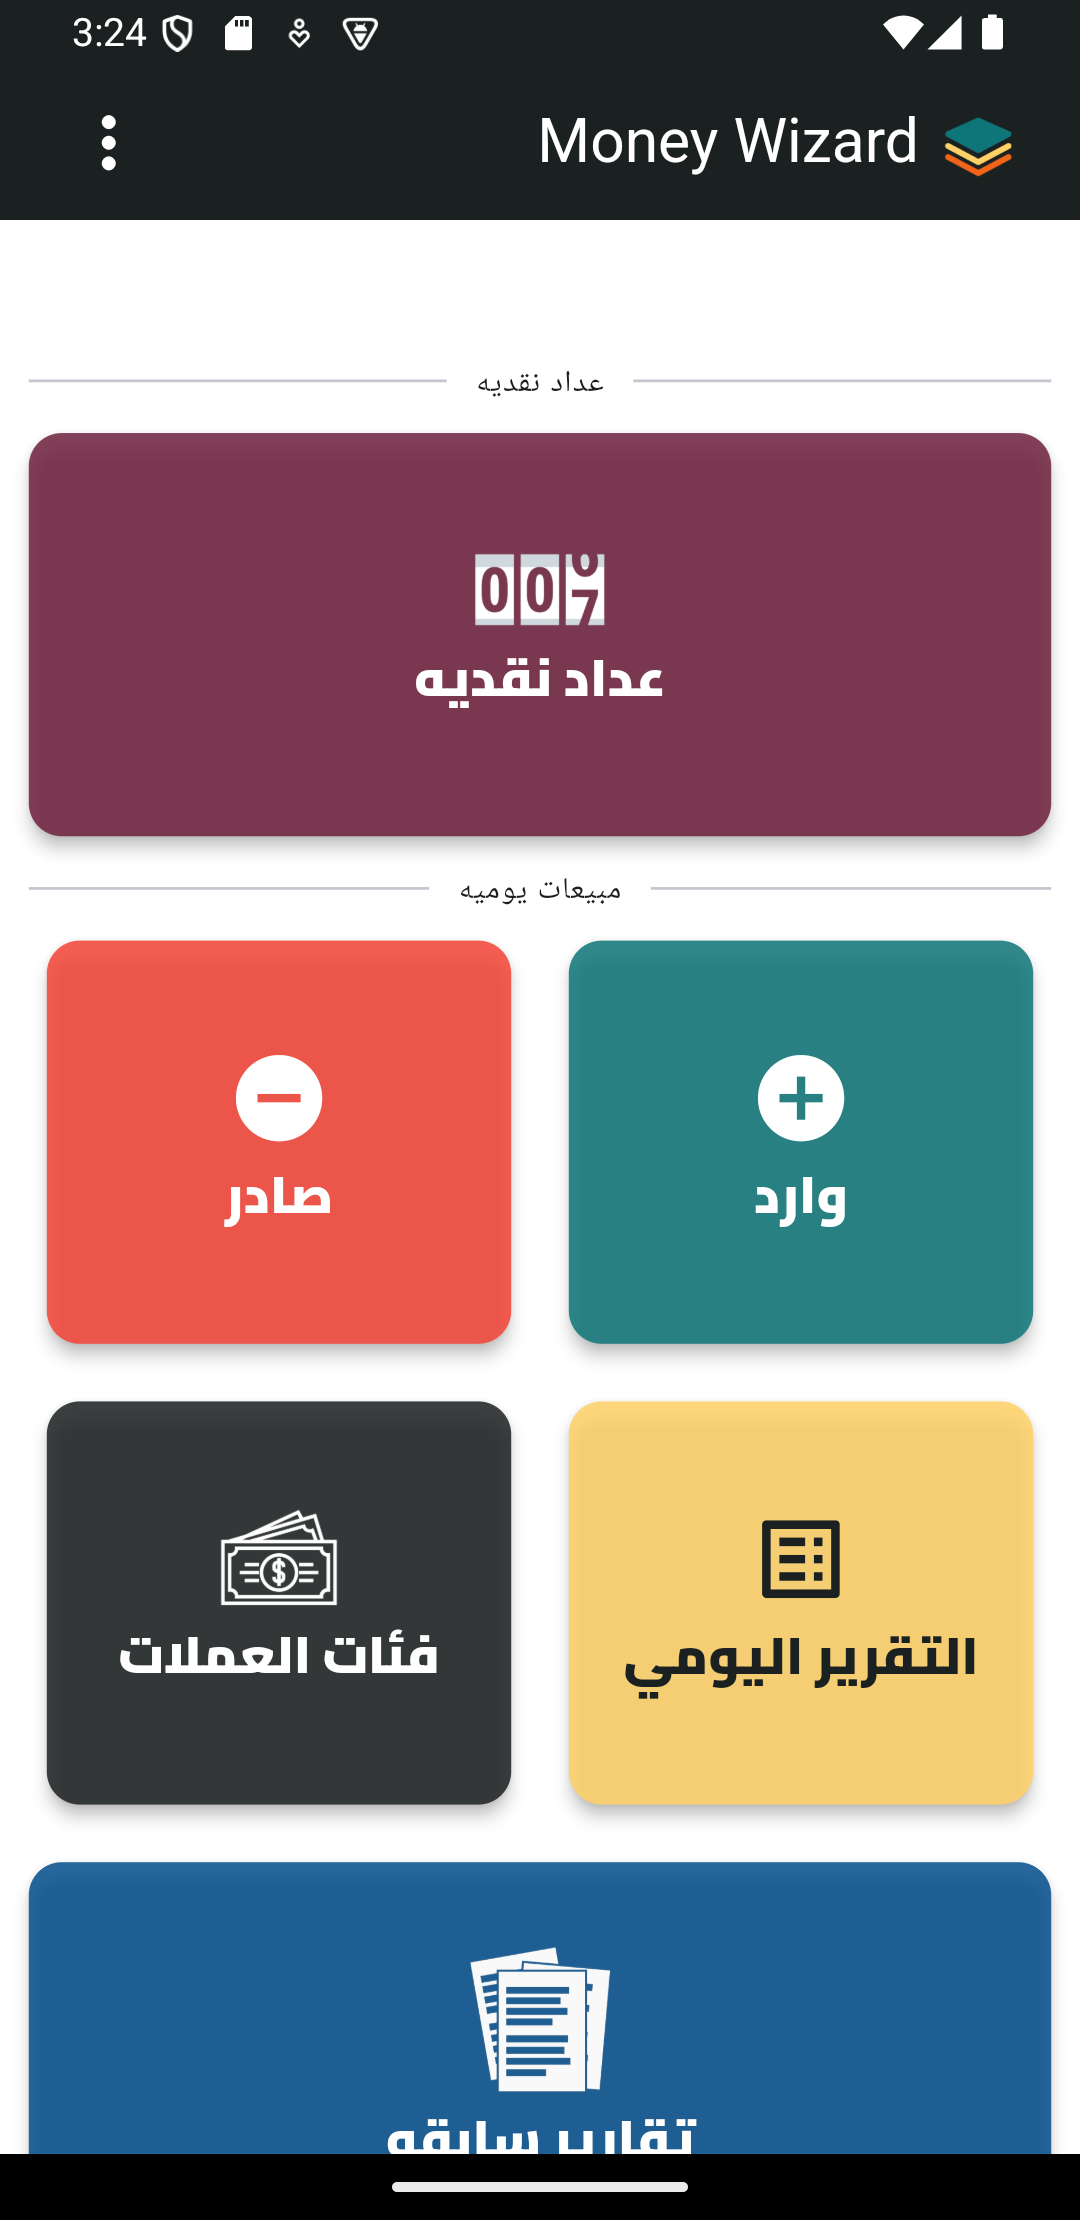 3:24
Money Wizard
عداد نقديه
007
عداد نقديه
مبيعات يوميه
وارد
صادر
التقرير اليومي
فئات العملات
تقارير سابقه